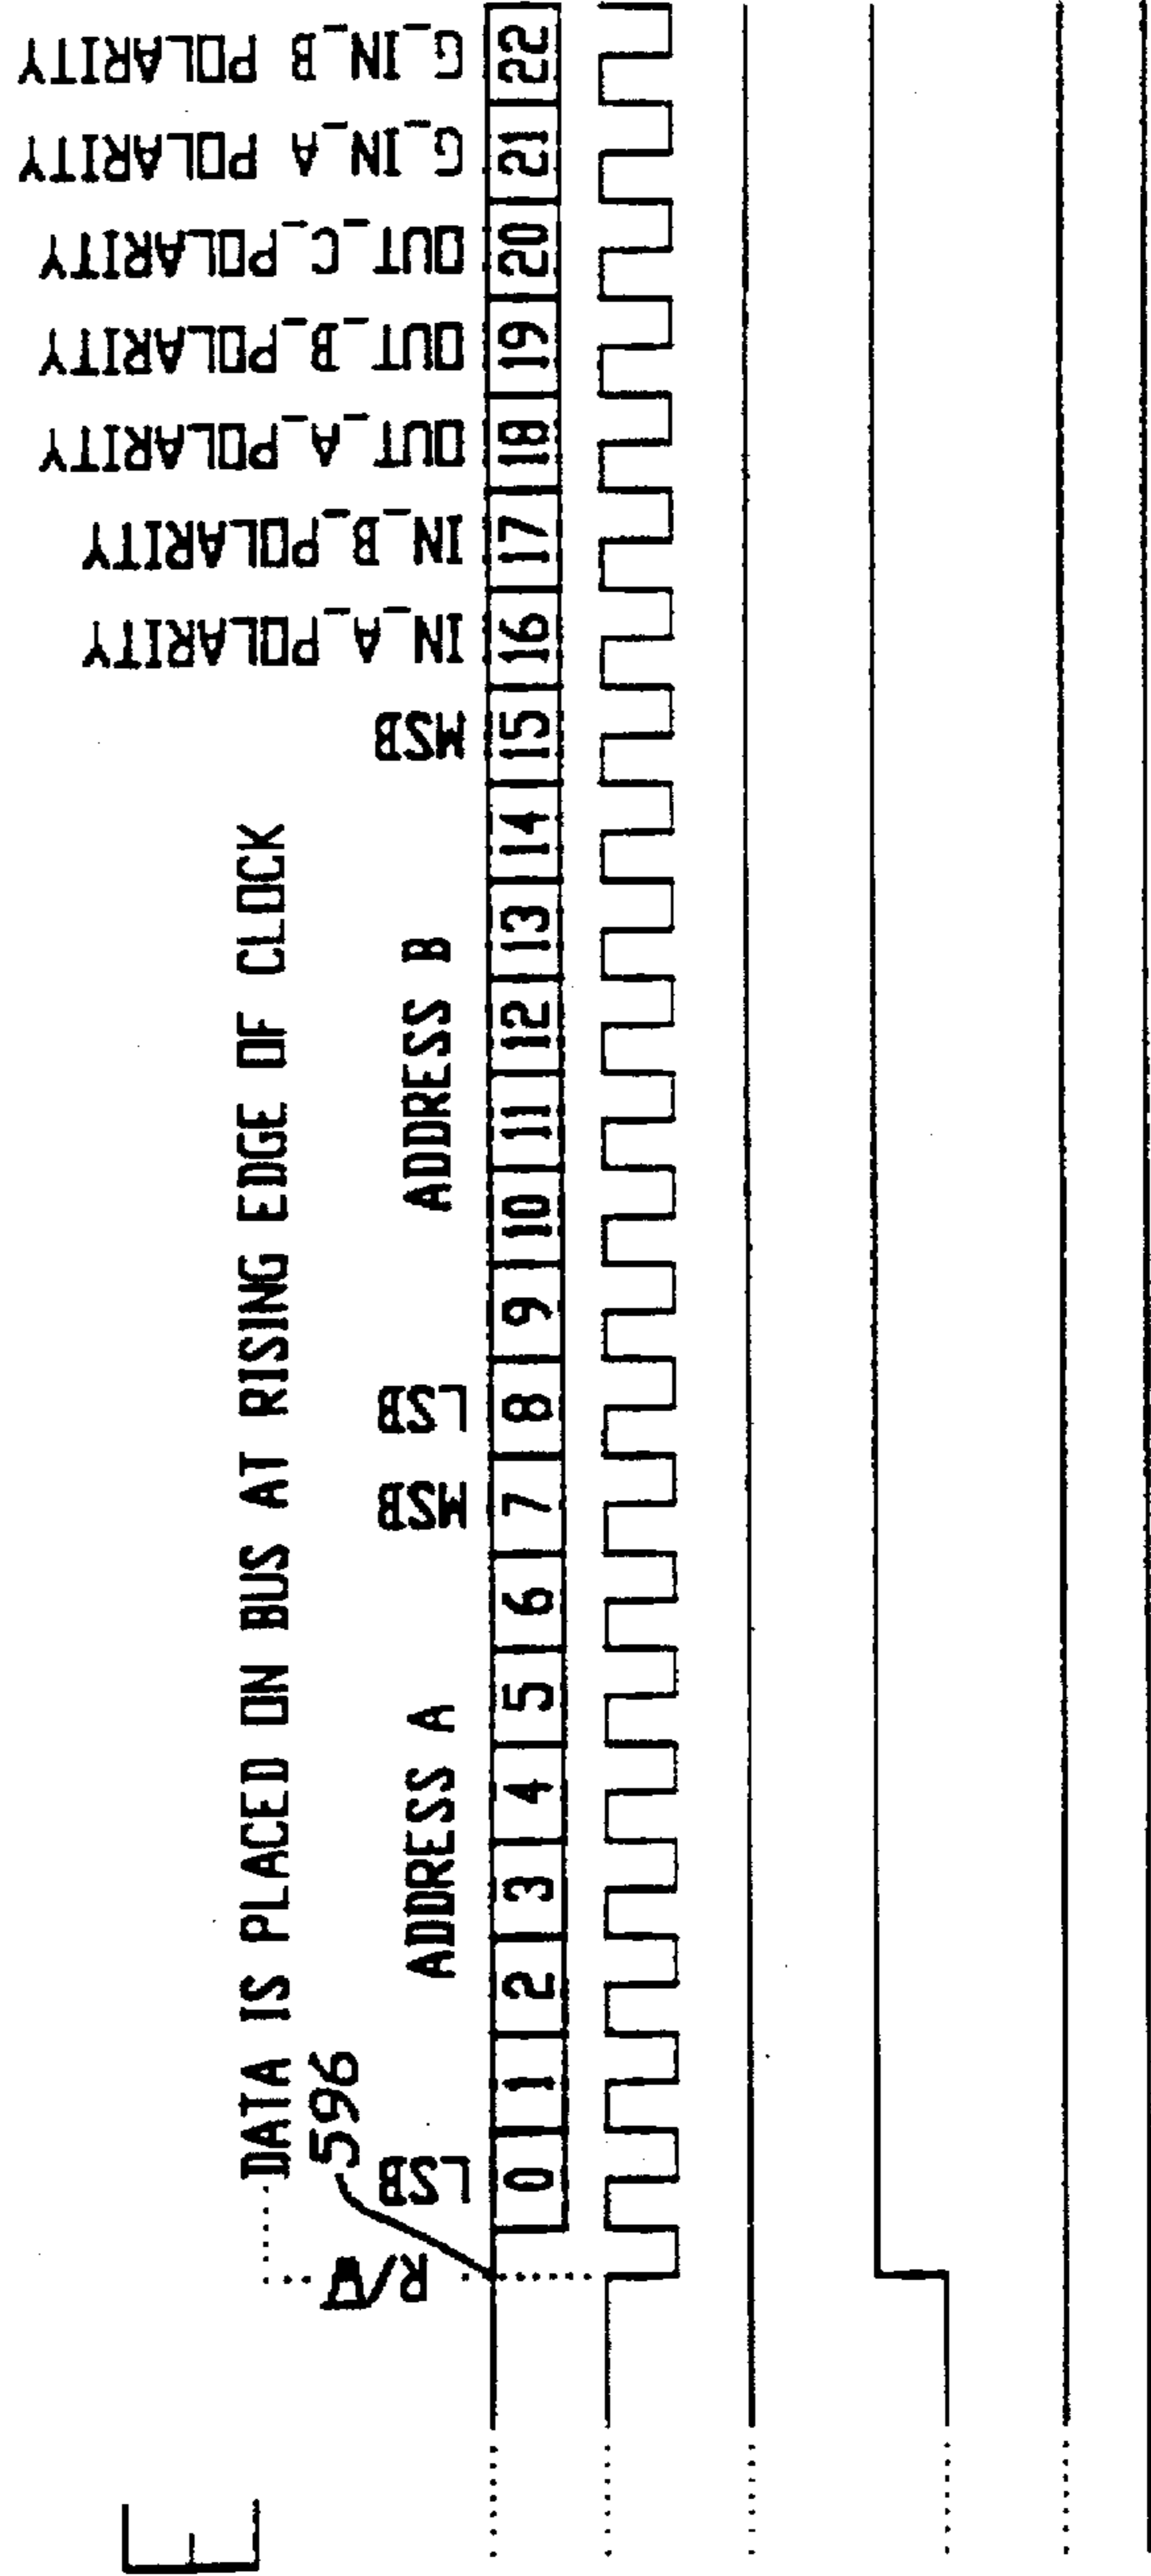 DATA IS PLACED ON BUS AT RISING EDGE OF CLOCK
596
R/W
LSB
ADDRESS A
MSB
LSB
ADDRESS B
MSB
IN_A_POLARITY
IN_B_POLARITY
OUT_A_POLARITY
OUT_B_POLARITY
OUT_C_POLARITY
G_IN_A POLARITY
G_IN_B POLARITY
0 1 2 3 4 5 6 7 8 9 10 11 12 13 14 15 16 17 18 19 20 21 22